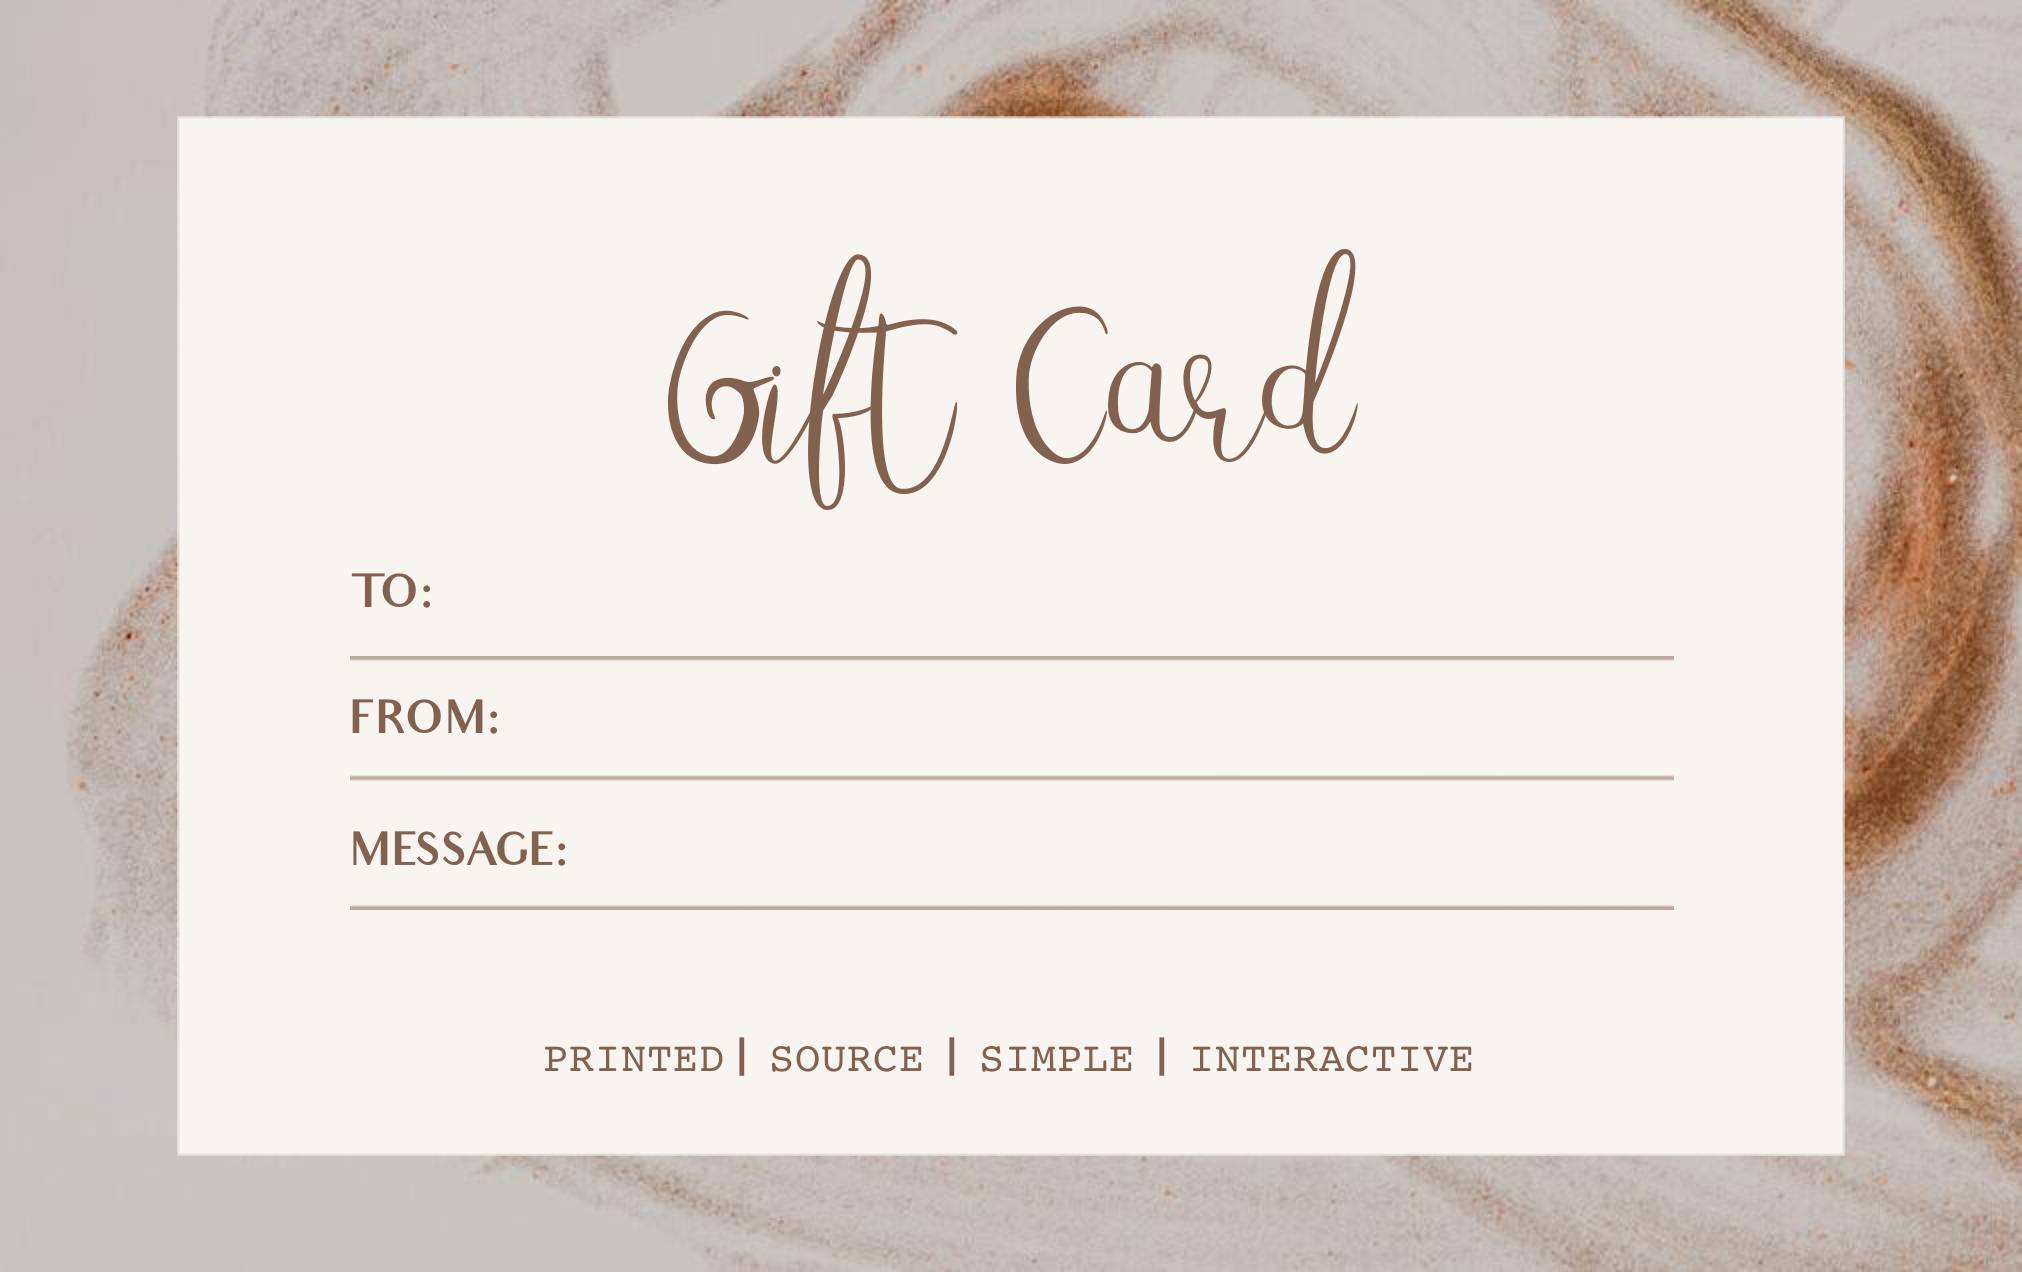 Gift Card
TO:
FROM:
MESSAGE:
PRINTED | SOURCE | SIMPLE | INTERACTIVE